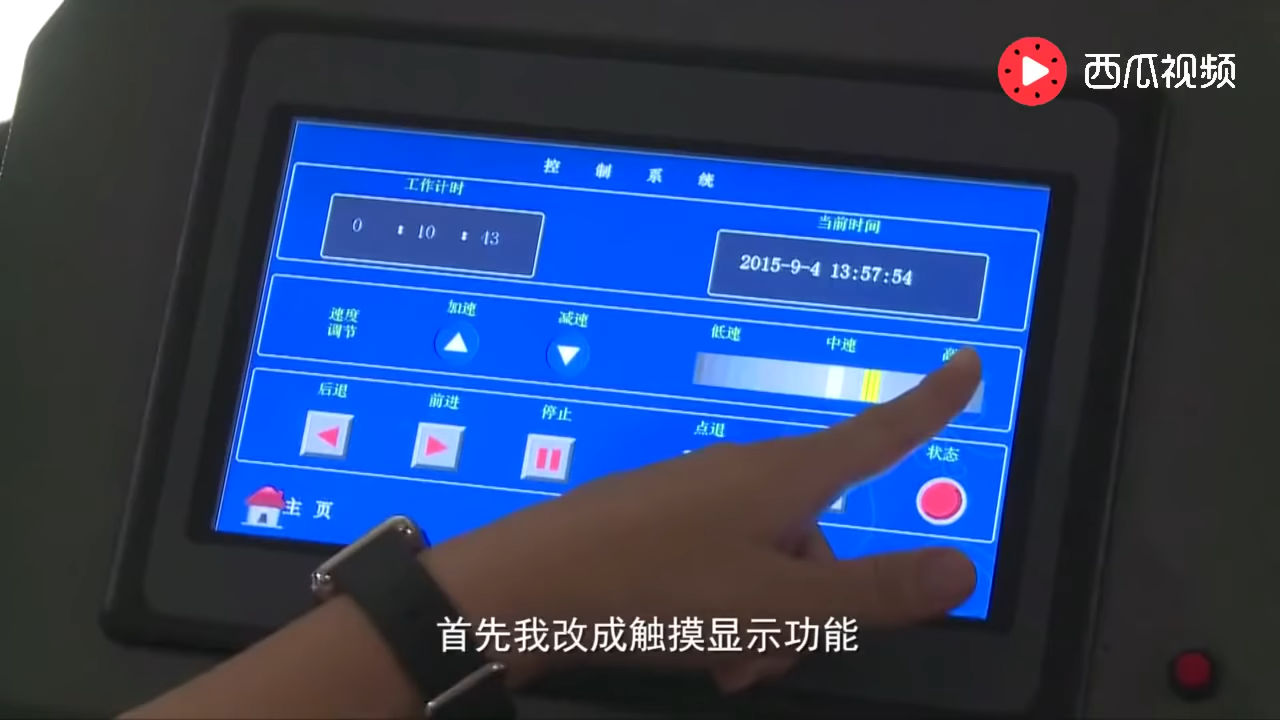 西瓜视频
控制系统
工作计时
0 : 10 : 43
当前时间
2015-9-4 13:57:54
速度
调节
加速
减速
低速
中速
高
后退
前进
停止
点退
状态
主页
首先我改成触摸显示功能